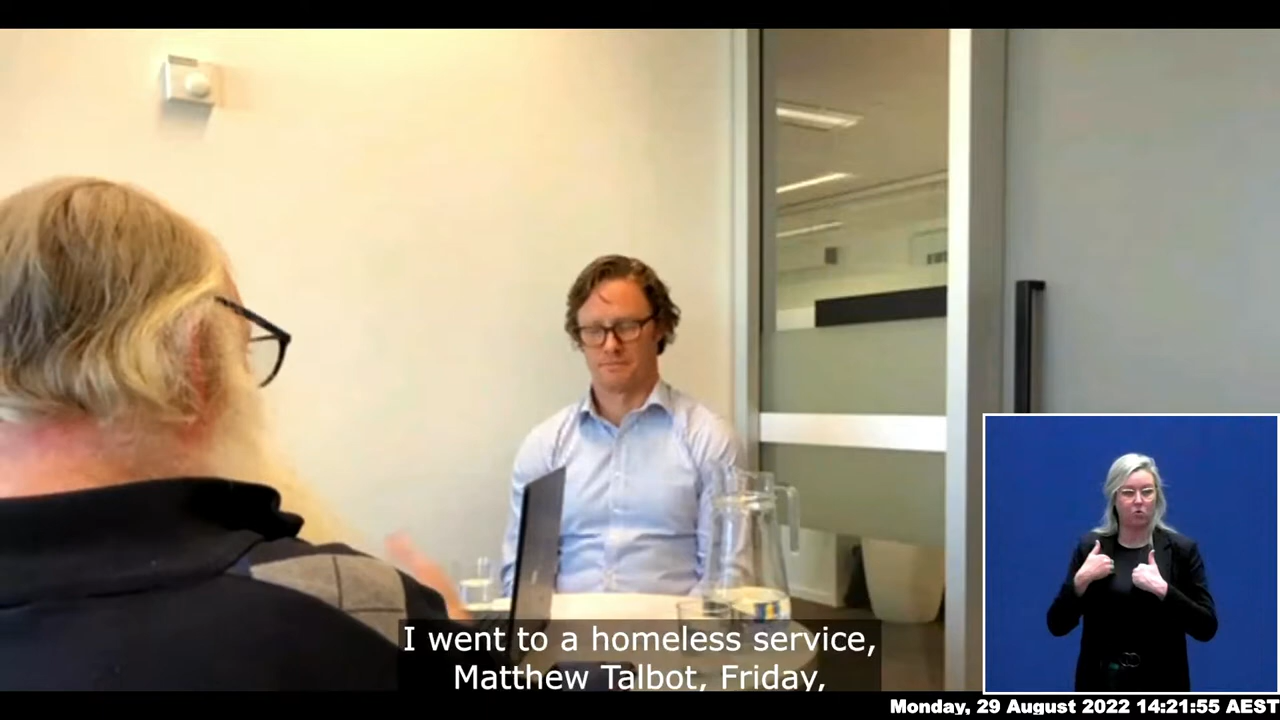 I went to a homeless service,
Matthew Talbot, Friday,
Monday, 29 August 2022 14:21:55 AEST